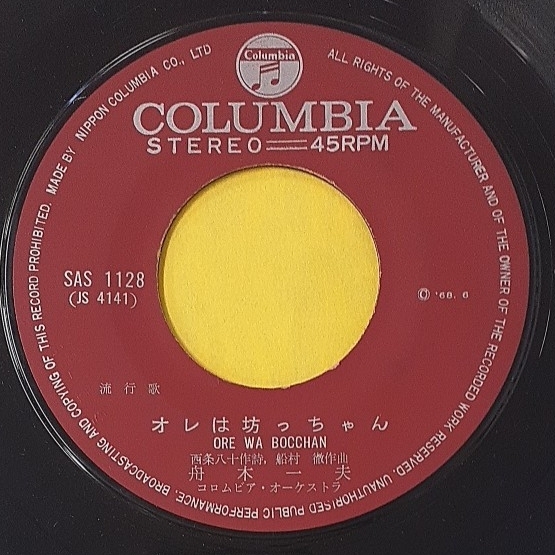 Columbia
COLUMBIA
STEREO 45RPM
SAS 1128
(JS 4141)
Ⓟ '68. 6
流行歌
オレは坊っちゃん
ORE WA BOCCHAN
西条八十作詩, 船村 徹作曲
舟木一夫
コロムビア・オーケストラ
MADE BY NIPPON COLUMBIA CO., LTD
ALL RIGHTS OF THE MANUFACTURER AND OF THE OWNER OF THE RECORDED WORK RESERVED. UNAUTHORISED PUBLIC PERFORMANCE, BROADCASTING AND COPYING OF THIS RECORD PROHIBITED.